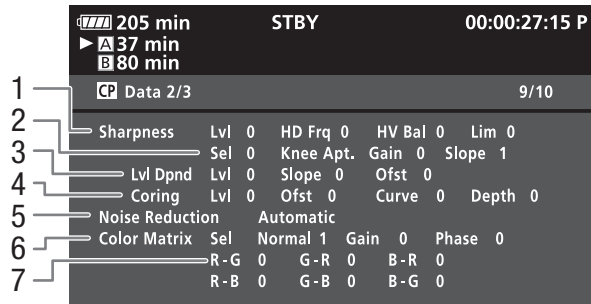 205 min STBY 00:00:27:15 P
A 37 min
B 80 min
CP Data 2/3 9/10
1 Sharpness Lvl 0 HD Frq 0 HV Bal 0 Lim 0
2 Sel 0 Knee Apt. Gain 0 Slope 1
3 Lvl Dpnd Lvl 0 Slope 0 Ofst 0
4 Coring Lvl 0 Ofst 0 Curve 0 Depth 0
5 Noise Reduction Automatic
6 Color Matrix Sel Normal 1 Gain 0 Phase 0
7 R-G 0 G-R 0 B-R 0
R-B 0 G-B 0 B-G 0